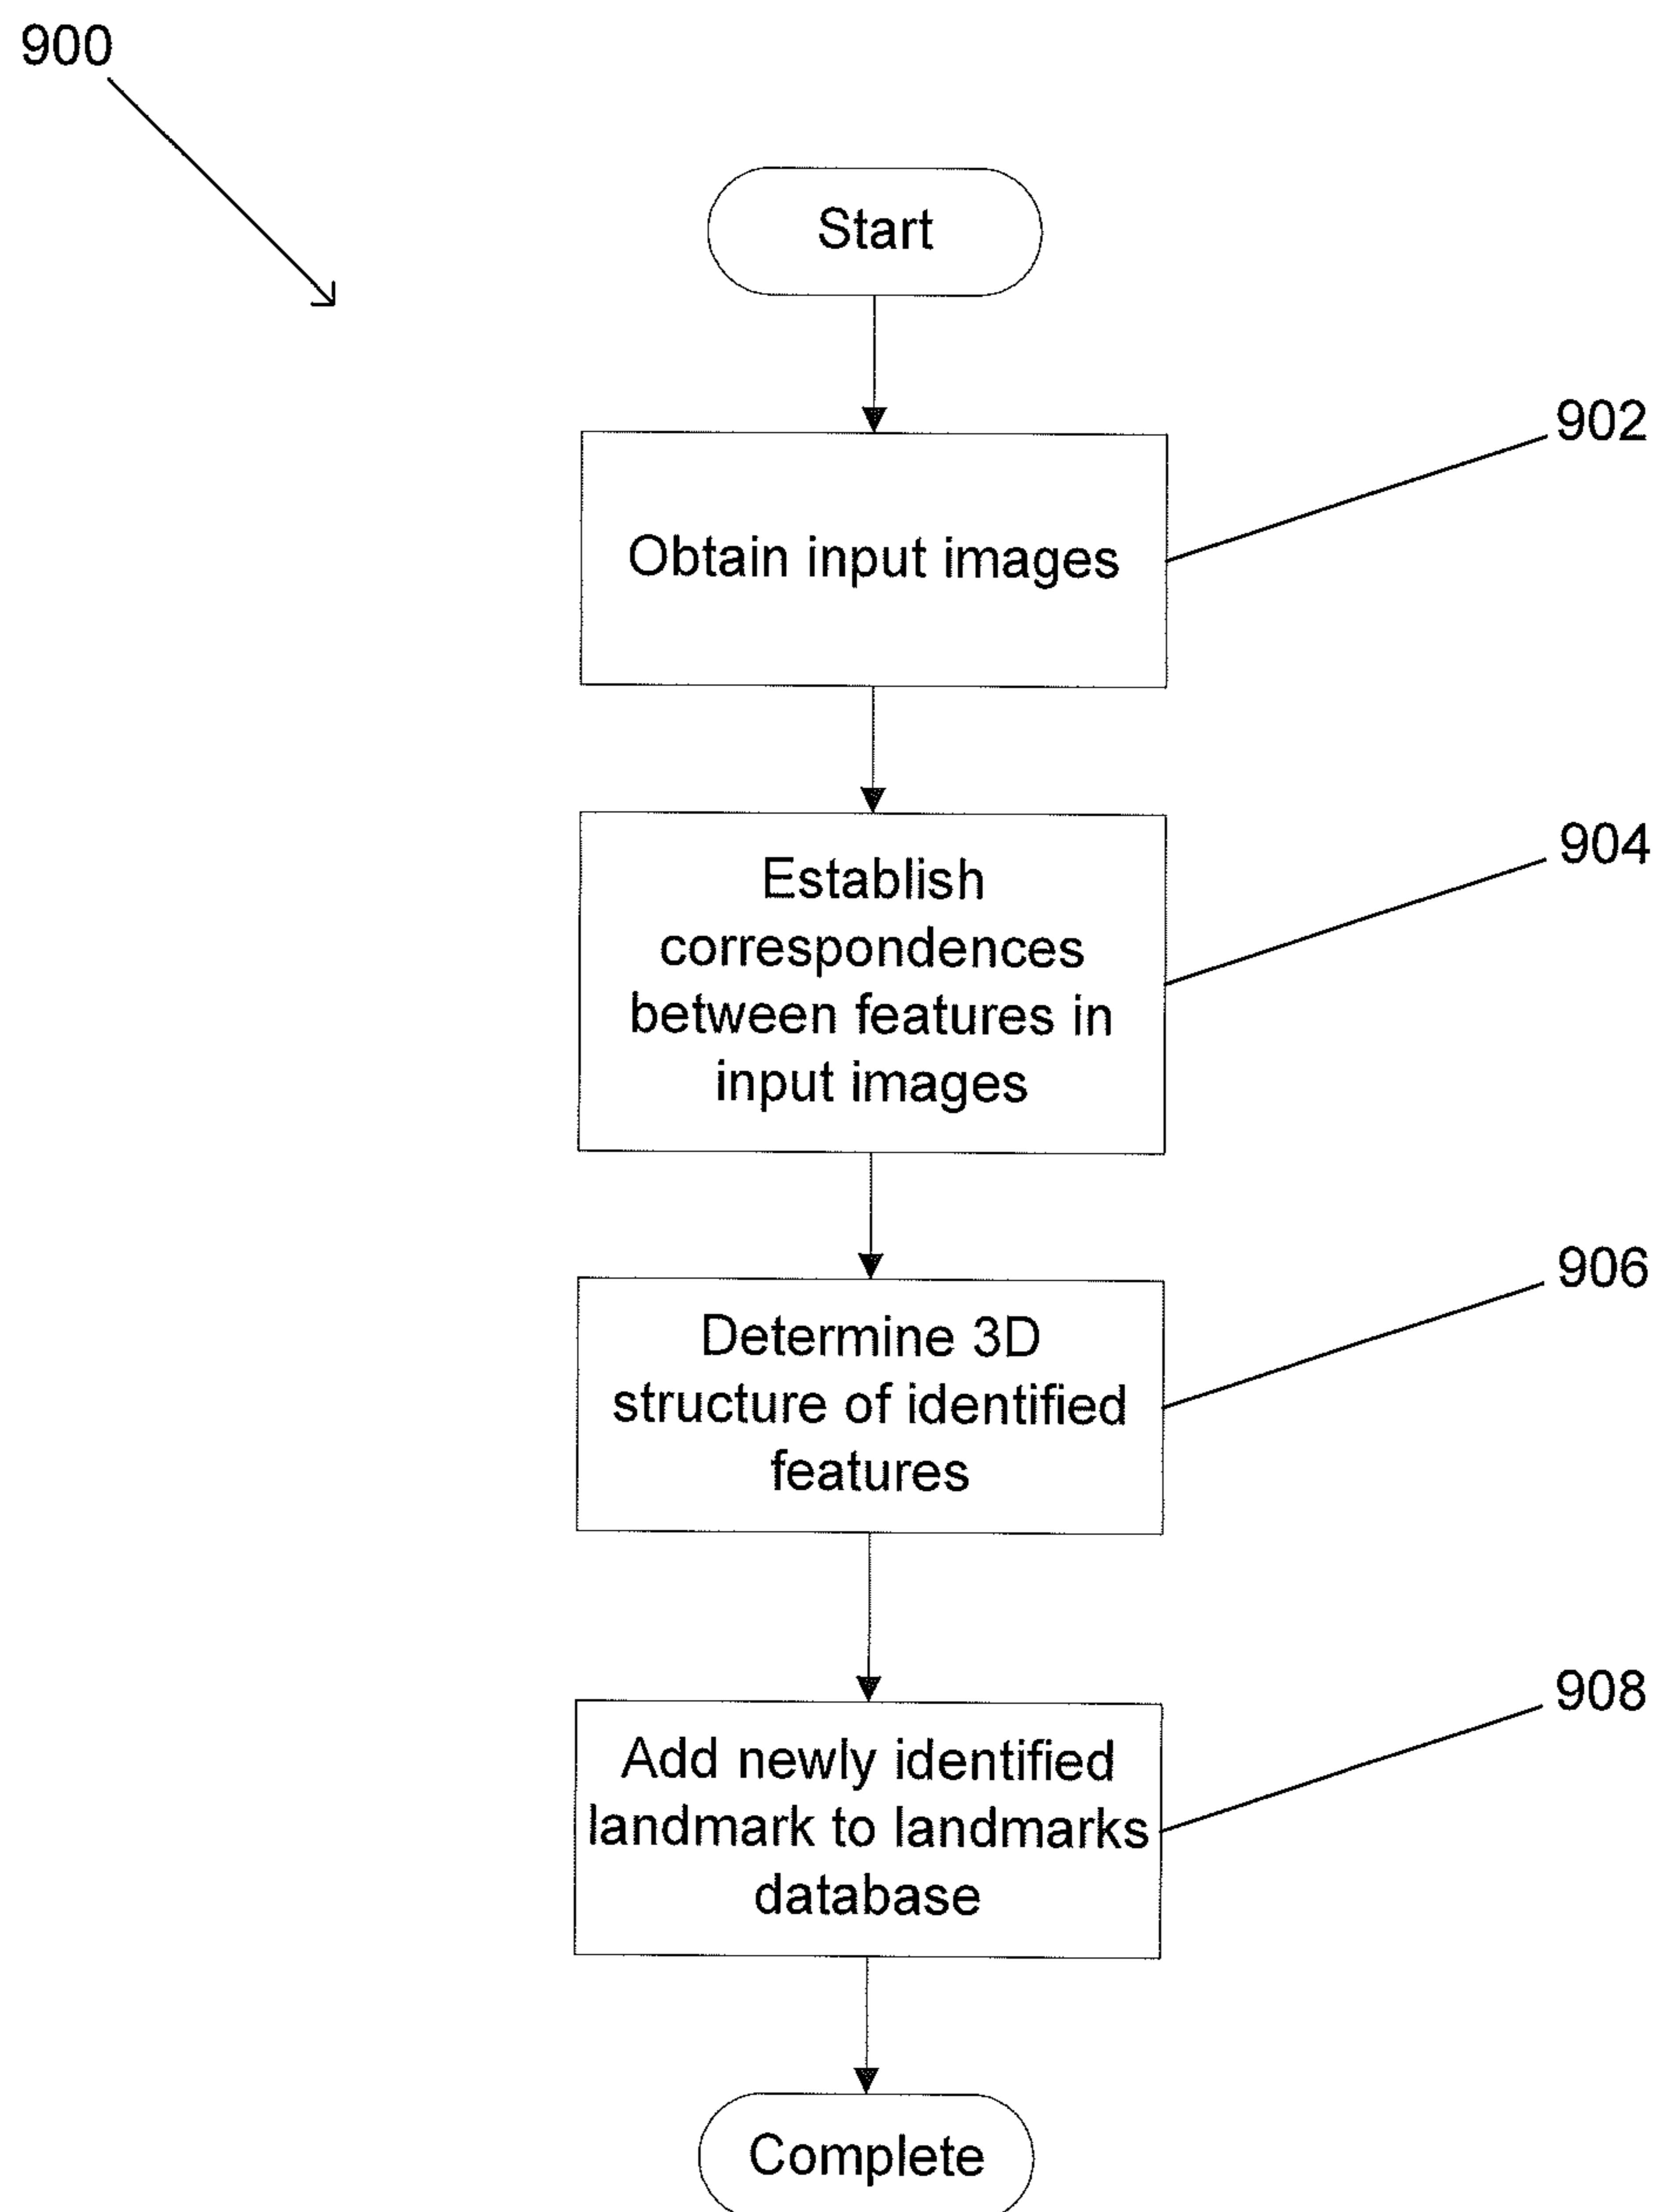 900
Start
902
Obtain input images
904
Establish
correspondences
between features in
input images
906
Determine 3D
structure of identified
features
908
Add newly identified
landmark to landmarks
database
Complete